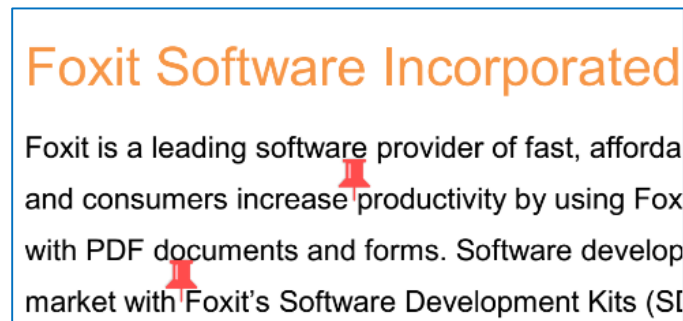 Foxit Software Incorporated
Foxit is a leading software provider of fast, afforda
and consumers increase productivity by using Fox
with PDF documents and forms. Software develop
market with Foxit’s Software Development Kits (SD